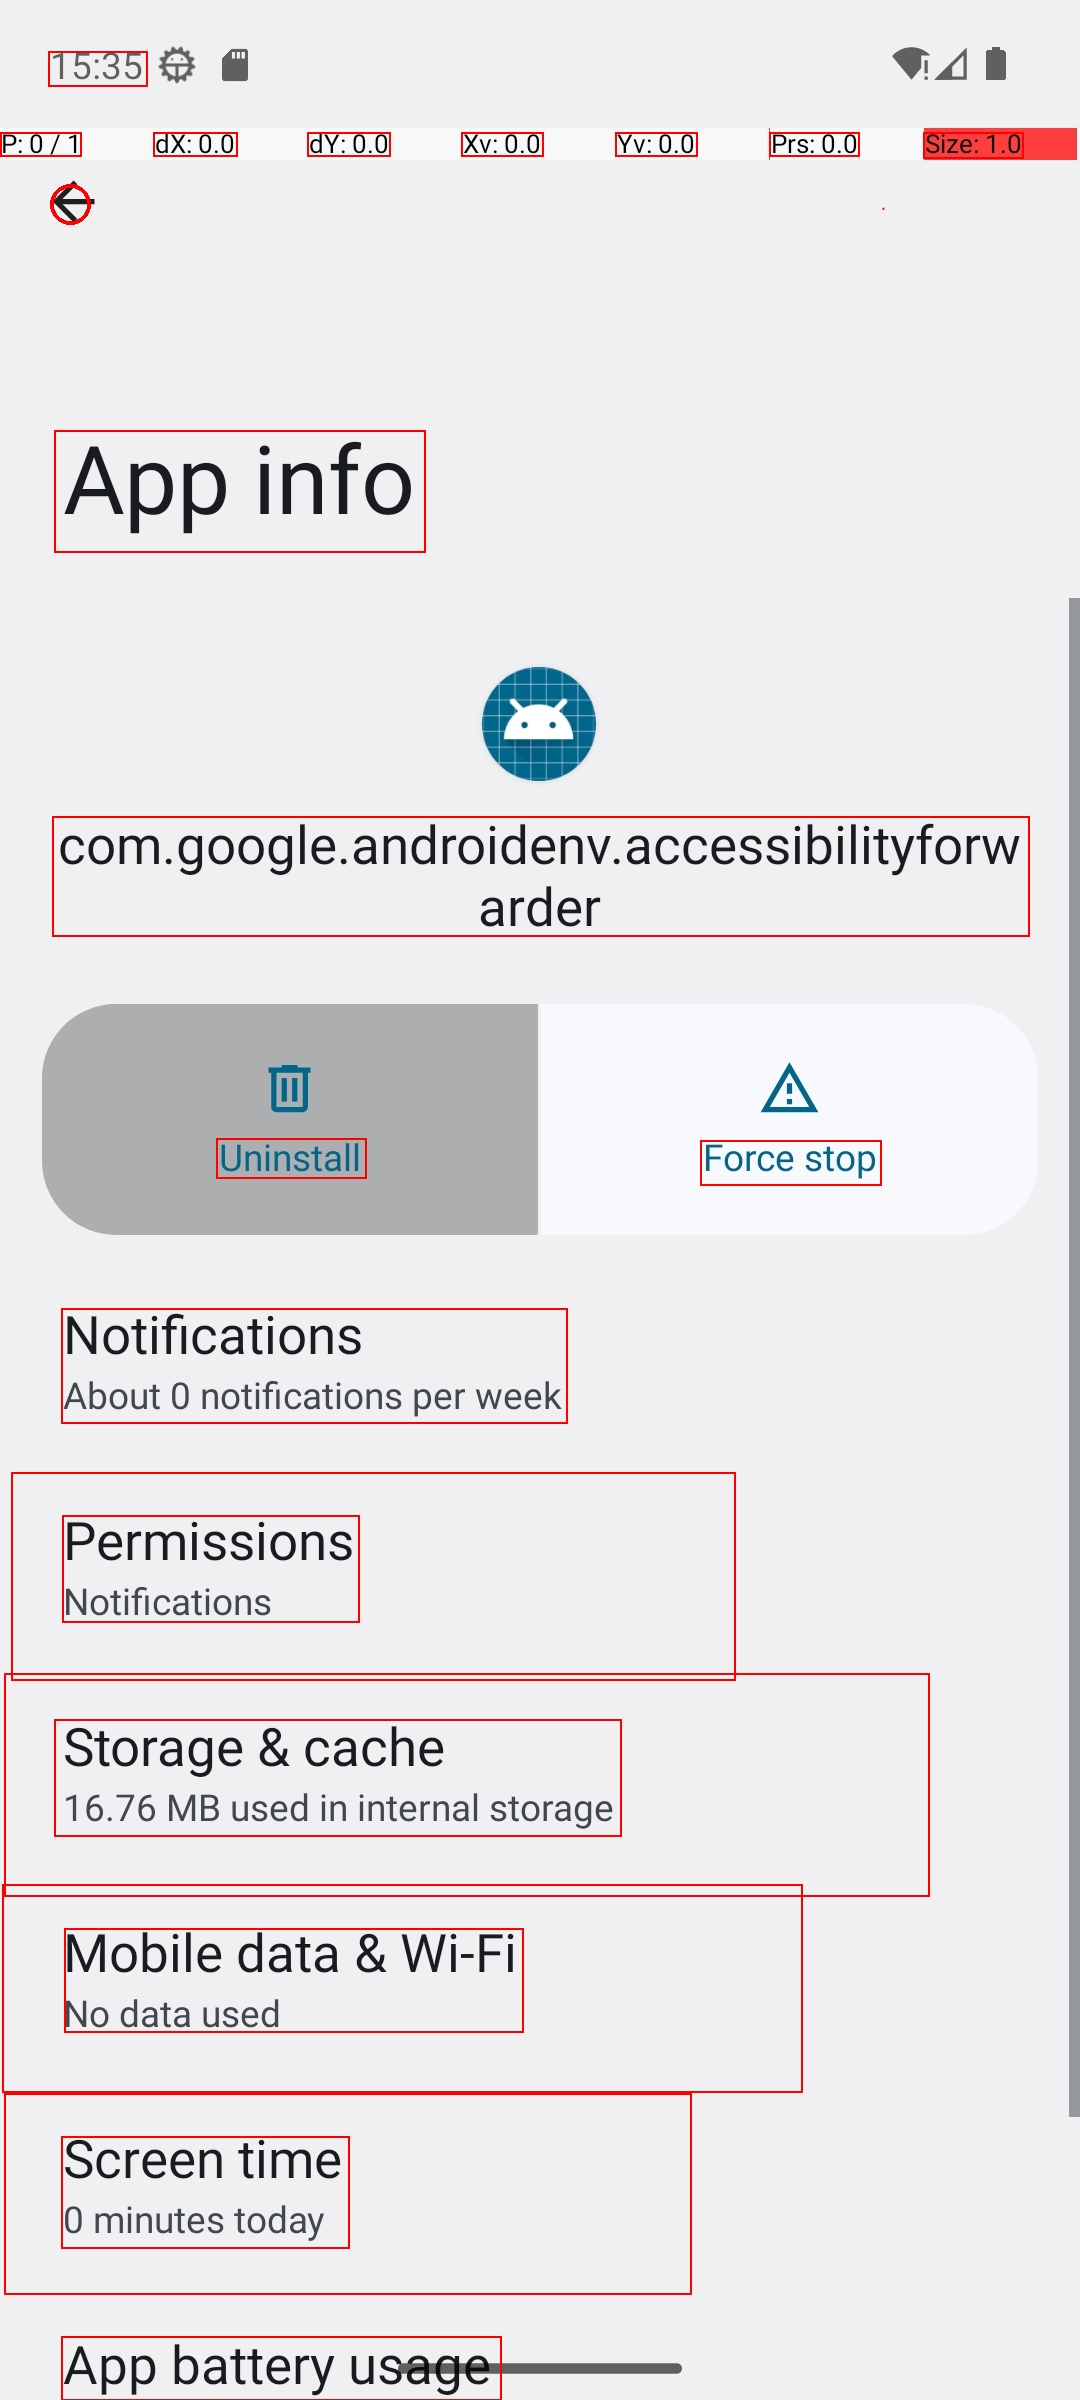 15:35
P: 0 / 1 dX: 0.0 dY: 0.0 Xv: 0.0 Yv: 0.0 Prs: 0.0 Size: 1.0
App info
com.google.androidenv.accessibilityforw
arder
Uninstall Force stop
Notifications
About 0 notifications per week
Permissions
Notifications
Storage & cache
16.76 MB used in internal storage
Mobile data & Wi-Fi
No data used
Screen time
0 minutes today
App battery usage